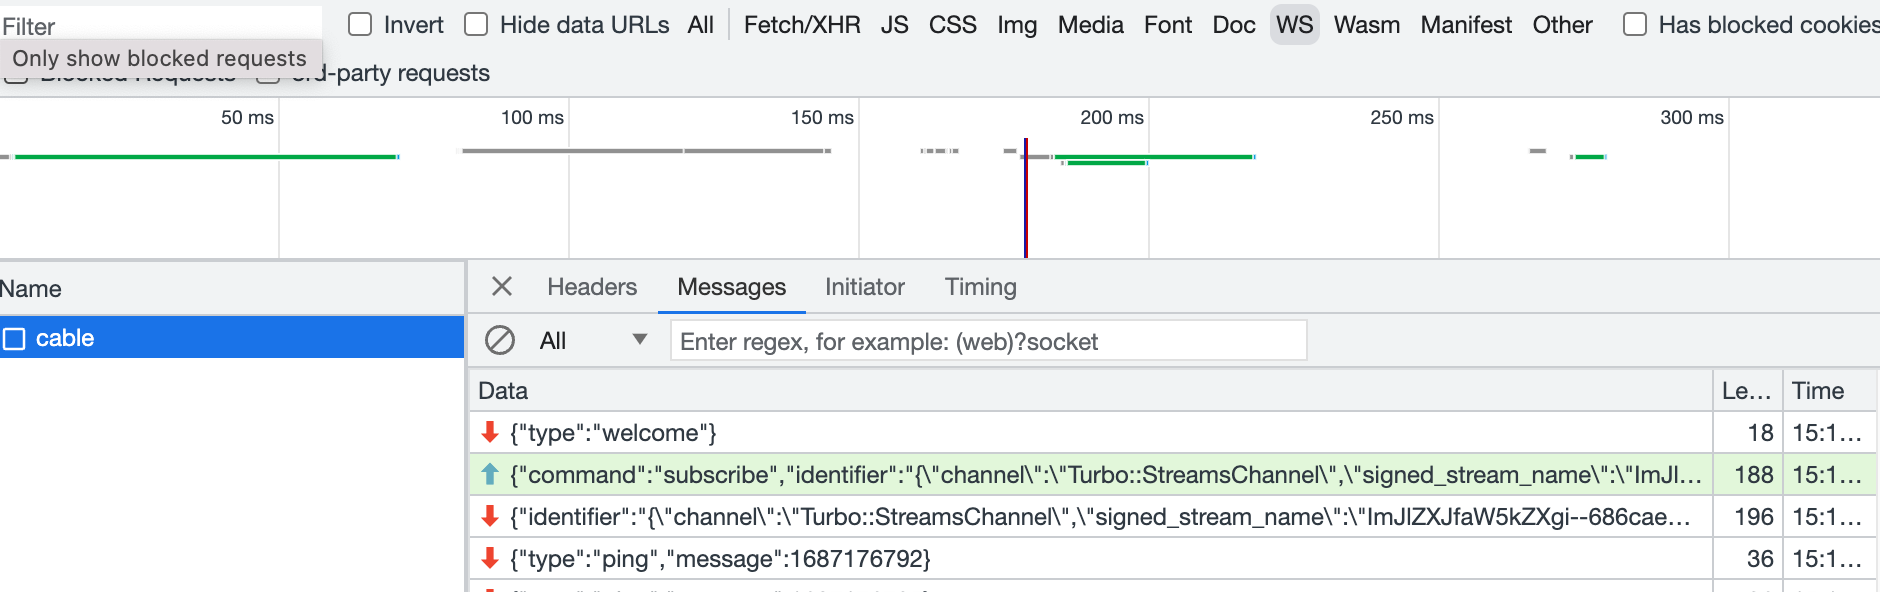 Filter Invert Hide data URLs All Fetch/XHR JS CSS Img Media Font Doc WS Wasm Manifest Other Has blocked cookies
Only show blocked requests
Blocked Requests 3rd-party requests
50 ms 100 ms 150 ms 200 ms 250 ms 300 ms
Name
cable
Headers Messages Initiator Timing
All Enter regex, for example: (web)?socket
Data Le... Time
{"type":"welcome"} 18 15:1...
{"command":"subscribe","identifier":"{\"channel\":\"Turbo::StreamsChannel\",\"signed_stream_name\":\"ImJl... 188 15:1...
{"identifier":"{\"channel\":\"Turbo::StreamsChannel\",\"signed_stream_name\":\"ImJlZXJfaW5kZXgi--686cae... 196 15:1...
{"type":"ping","message":1687176792} 36 15:1...